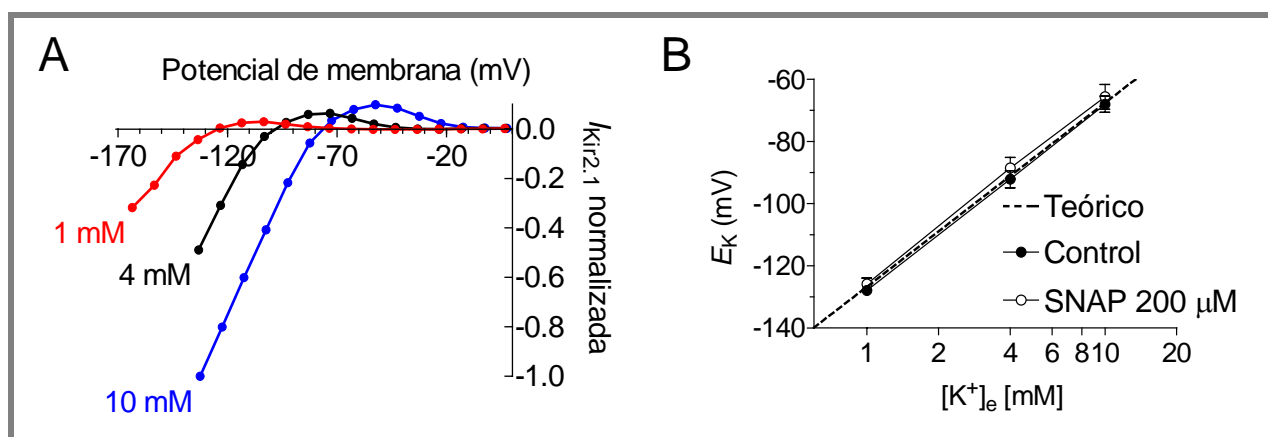 A
Potencial de membrana (mV)
-170
-120
-70
-20
0.0
-0.2
-0.4
-0.6
-0.8
-1.0
I_Kir2.1 normalizada
1 mM
4 mM
10 mM
B
-60
-80
-100
-120
-140
E_K (mV)
Teórico
Control
SNAP 200 μM
1 2 4 6 8 10 20
[K⁺]ₑ [mM]